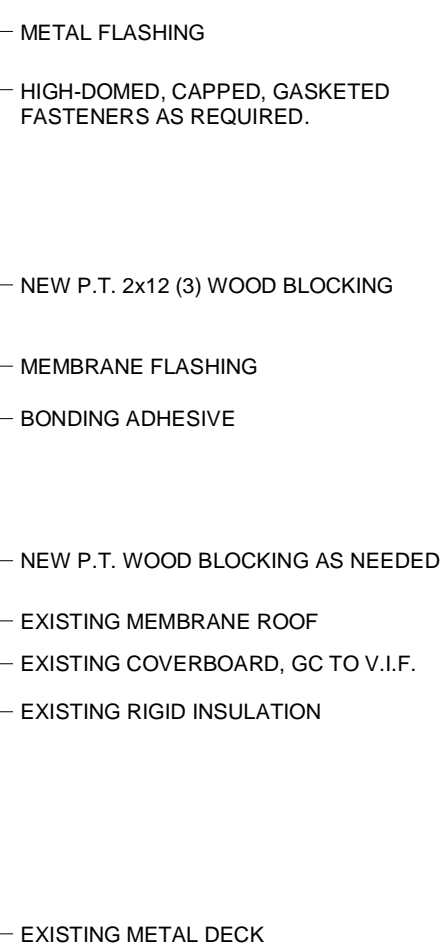 METAL FLASHING
HIGH-DOMED, CAPPED, GASKETED
FASTENERS AS REQUIRED.
NEW P.T. 2x12 (3) WOOD BLOCKING
MEMBRANE FLASHING
BONDING ADHESIVE
NEW P.T. WOOD BLOCKING AS NEEDED
EXISTING MEMBRANE ROOF
EXISTING COVERBOARD, GC TO V.I.F.
EXISTING RIGID INSULATION
EXISTING METAL DECK